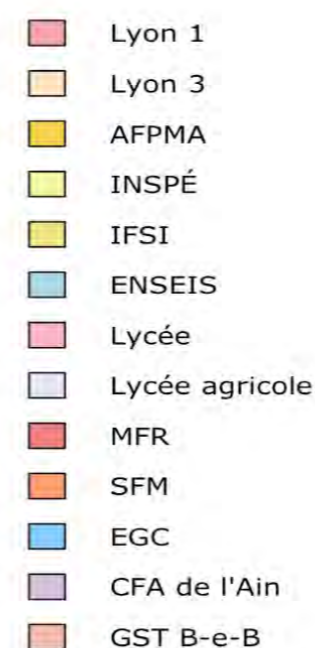 Lyon 1
Lyon 3
AFPMA
INSPÉ
IFSI
ENSEIS
Lycée
Lycée agricole
MFR
SFM
EGC
CFA de l'Ain
GST B-e-B